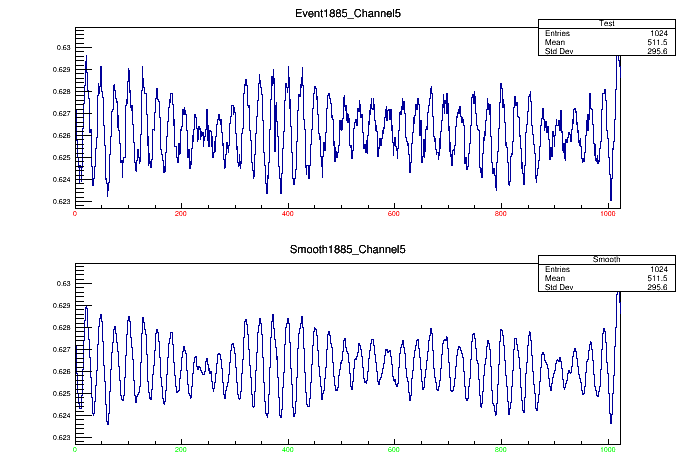 Event1885_Channel5
Test
Entries 1024
Mean 511.5
Std Dev 295.6
0.63
0.629
0.628
0.627
0.626
0.625
0.624
0.623
0 200 400 600 800 1000
Smooth1885_Channel5
Smooth
Entries 1024
Mean 511.5
Std Dev 295.6
0.63
0.629
0.628
0.627
0.626
0.625
0.624
0.623
0 200 400 600 800 1000